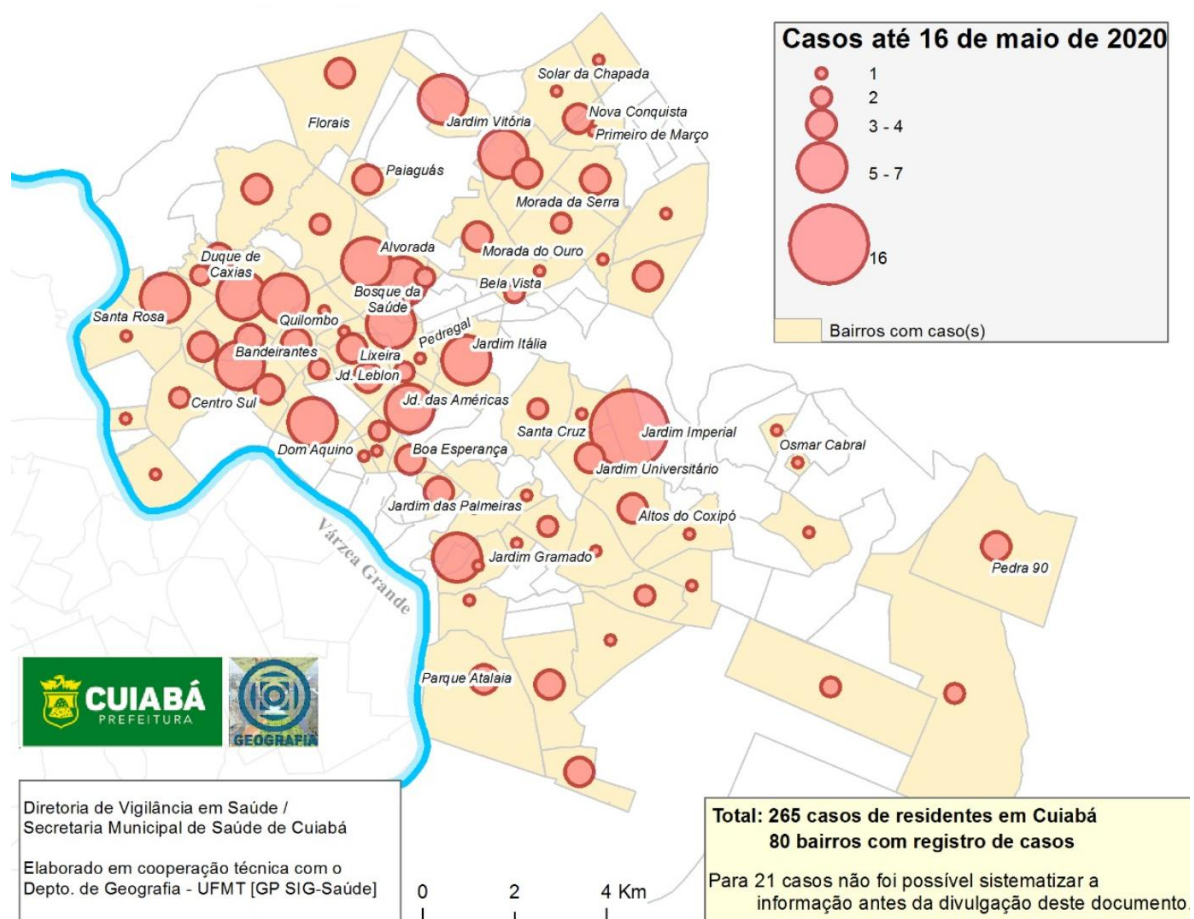 Casos até 16 de maio de 2020
1
2
3 - 4
5 - 7
16
Bairros com caso(s)
Solar da Chapada
Nova Conquista
Primeiro de Março
Jardim Vitória
Florais
Paiaguás
Morada da Serra
Morada do Ouro
Alvorada
Duque de
Caxias
Bela Vista
Bosque da
Saúde
Santa Rosa
Quilombo
Pedregal
Jardim Itália
Bandeirantes
Lixeira
Jd. Leblon
Centro Sul
Jd. das Américas
Santa Cruz
Jardim Imperial
Osmar Cabral
Dom Aquino
Boa Esperança
Jardim Universitário
Jardim das Palmeiras
Altos do Coxipó
Várzea Grande
Jardim Gramado
Pedra 90
Parque Atalaia
CUIABÁ
PREFEITURA
GEOGRAFIA
Diretoria de Vigilância em Saúde /
Secretaria Municipal de Saúde de Cuiabá
Elaborado em cooperação técnica com o
Depto. de Geografia - UFMT [GP SIG-Saúde]
0 2 4 Km
Total: 265 casos de residentes em Cuiabá
80 bairros com registro de casos
Para 21 casos não foi possível sistematizar a
informação antes da divulgação deste documento.